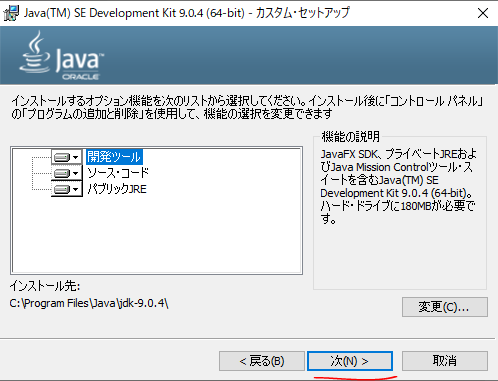 Java(TM) SE Development Kit 9.0.4 (64-bit) - カスタム・セットアップ
Java
ORACLE
インストールするオプション機能を次のリストから選択してください。インストール後に「コントロール パネル」
の「プログラムの追加と削除」を使用して、機能の選択を変更できます
開発ツール
ソース・コード
パブリックJRE
機能の説明
JavaFX SDK、プライベートJREおよ
びJava Mission Controlツール・ス
イートを含むJava(TM) SE
Development Kit 9.0.4 (64-bit)。
ハード・ドライブに180MBが必要で
す。
インストール先:
C:\Program Files\Java\jdk-9.0.4\
変更(C)...
< 戻る(B)
次(N) >
取消